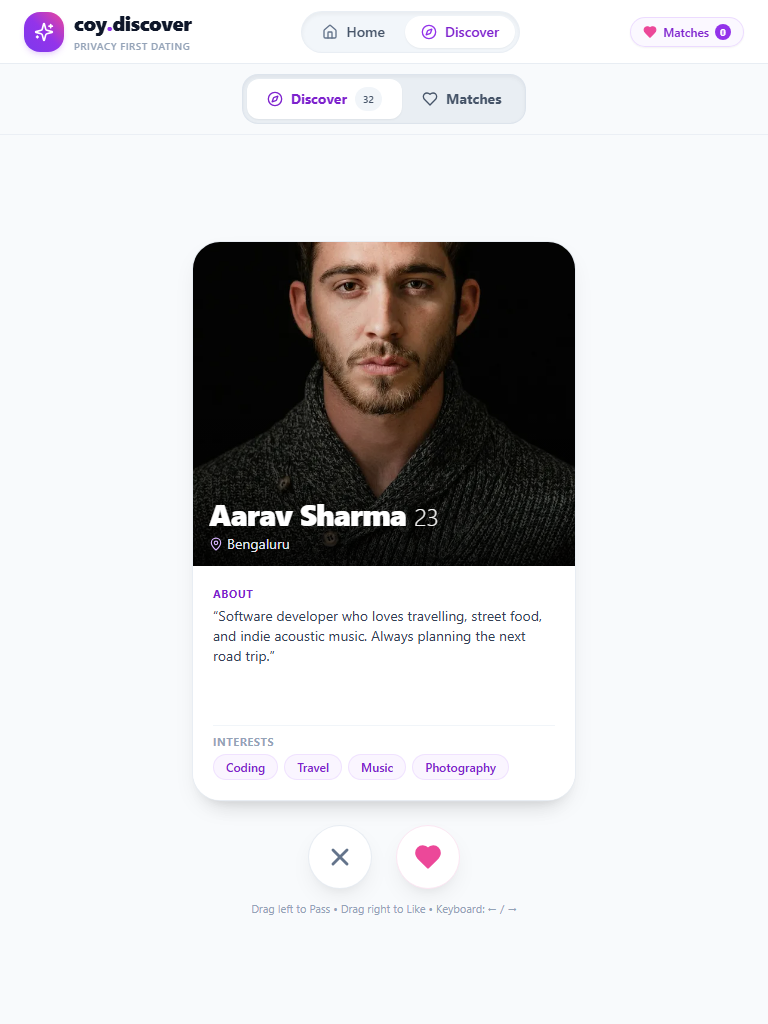 coy.discover
PRIVACY FIRST DATING
Home
Discover
Matches 0
Discover 32
Matches
Aarav Sharma 23
Bengaluru
ABOUT
“Software developer who loves travelling, street food,
and indie acoustic music. Always planning the next
road trip.”
INTERESTS
Coding
Travel
Music
Photography
Drag left to Pass • Drag right to Like • Keyboard: ← / →